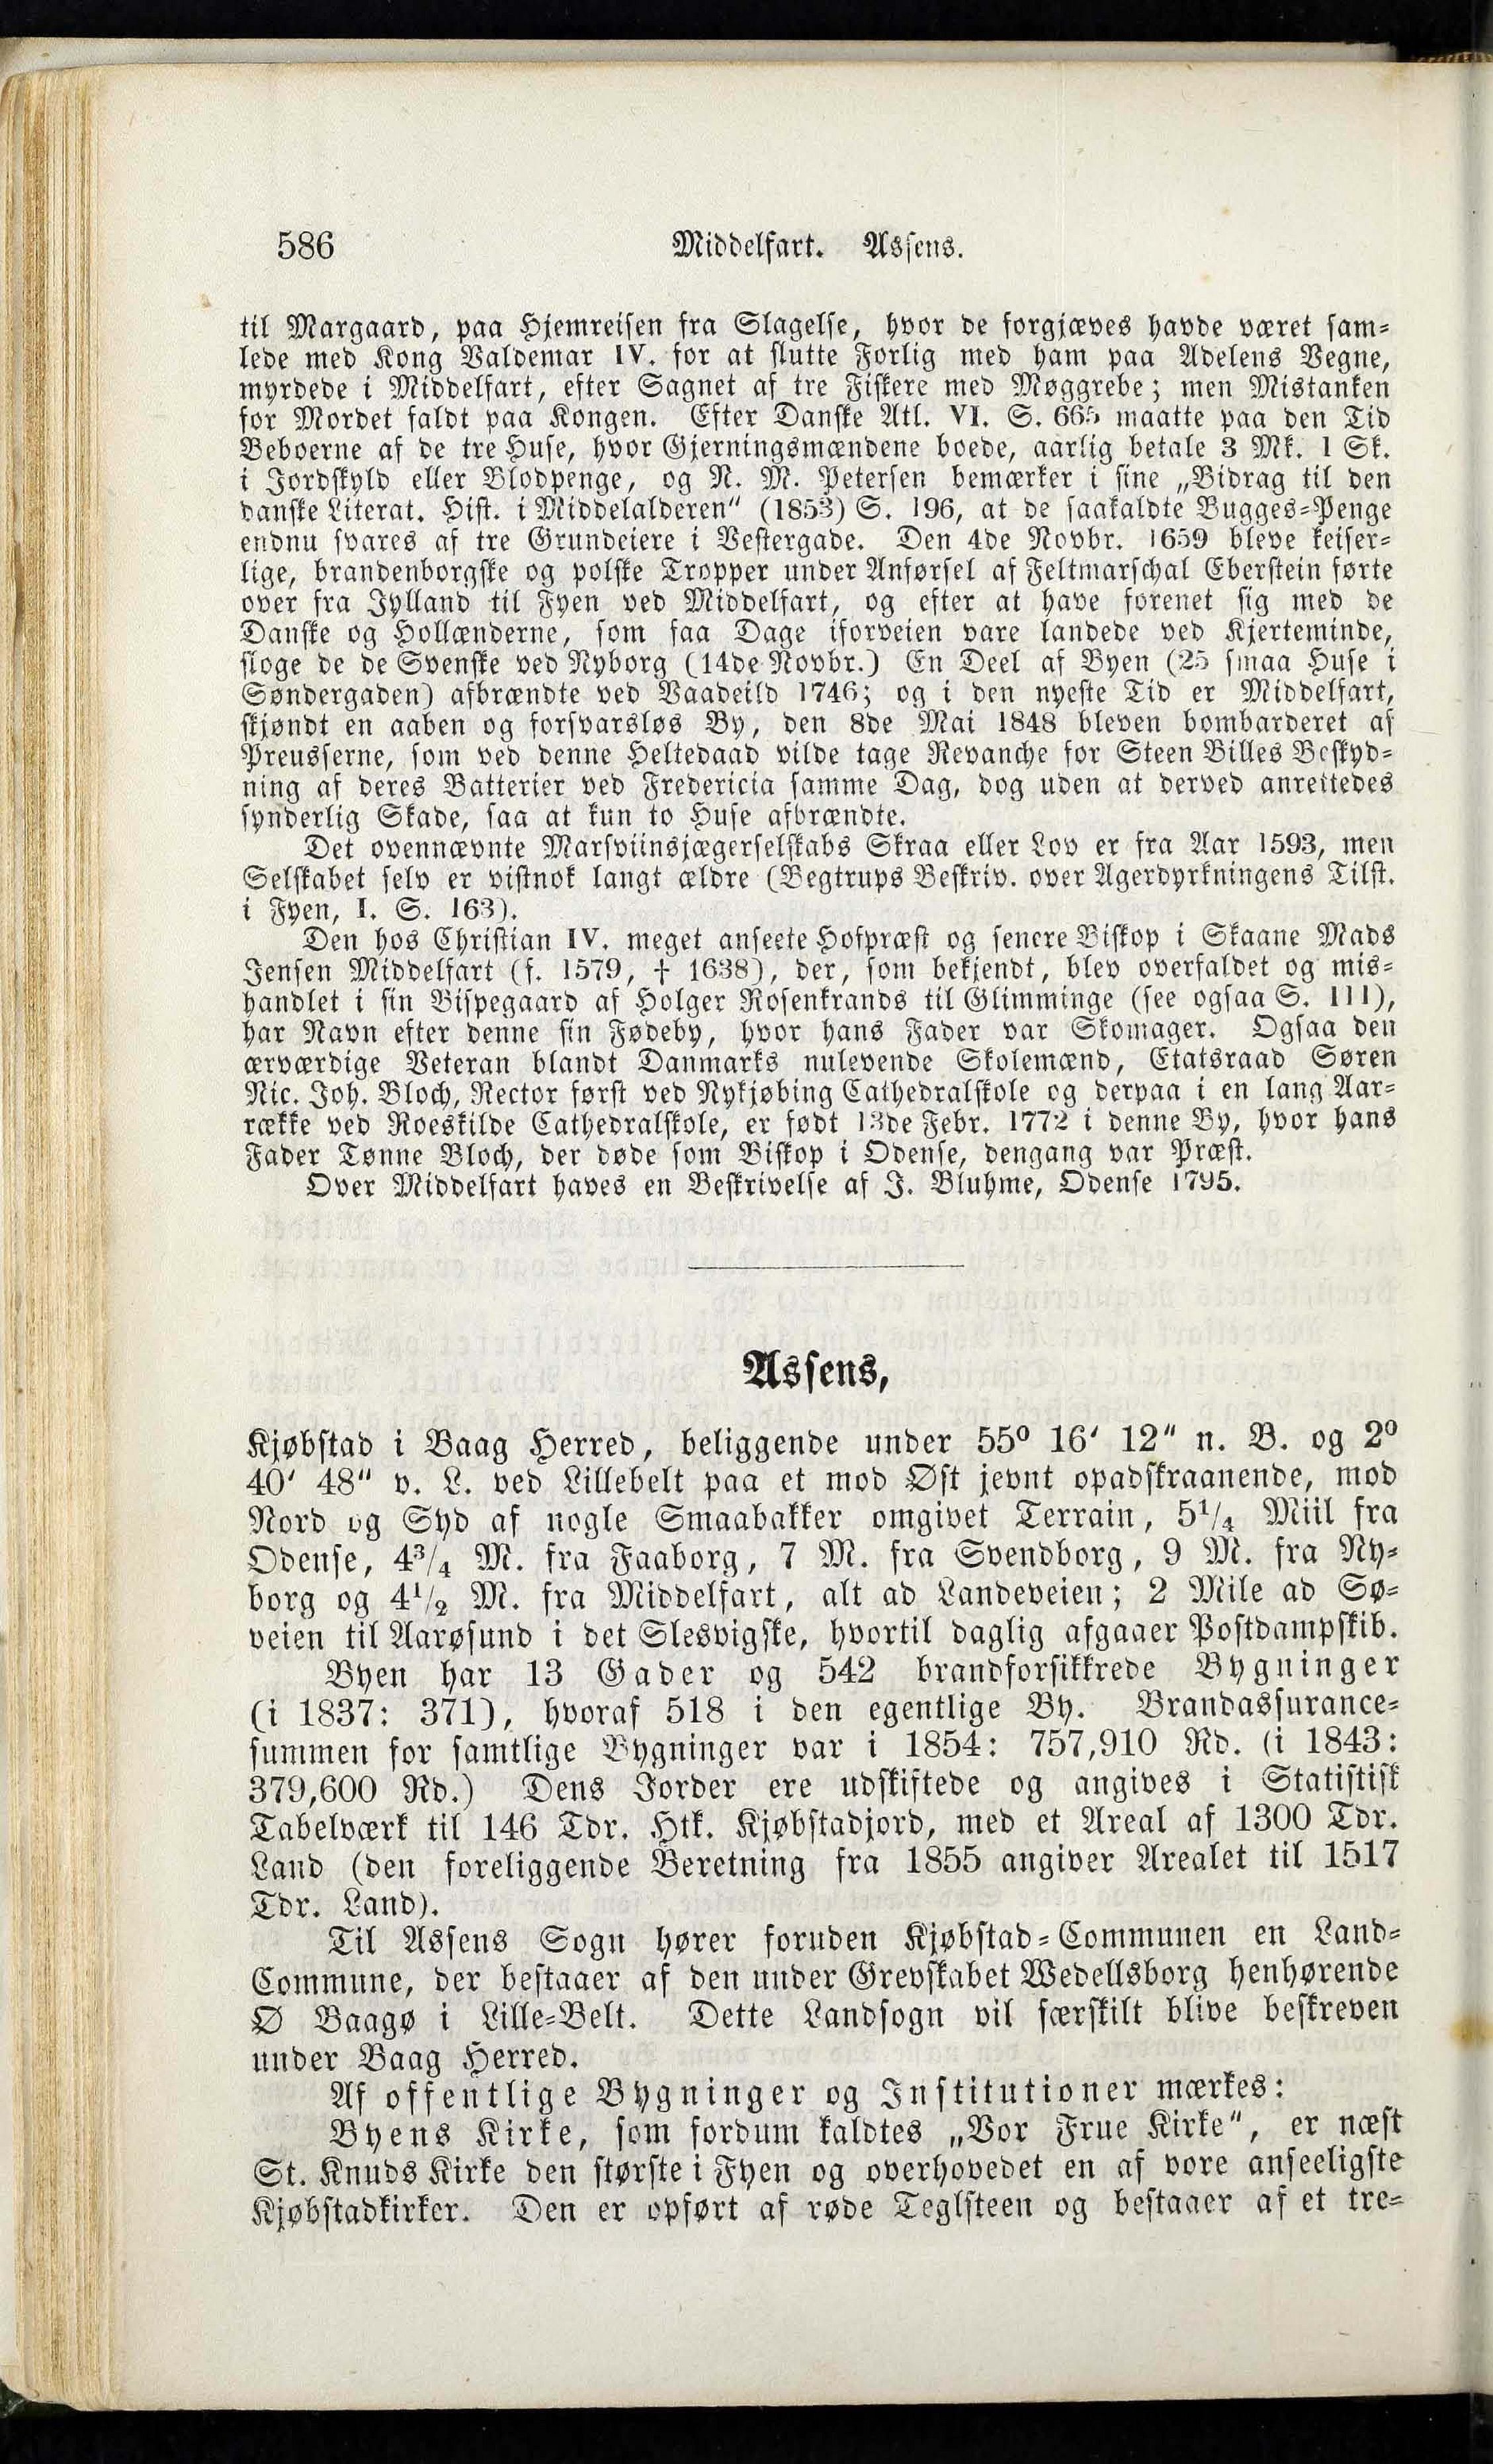 586 Middelfart. Assens.
til Margaard, paa Hjemreisen fra Slagelse, hvor de forgjæves havde været sam-
lede med Kong Valdemar IV. for at slutte Forlig med ham paa Adelens Vegne,
myrdede i Middelfart, efter Sagnet af tre Fiskere med Møggrebe; men Mistanken
for Mordet faldt paa Kongen. Efter Danske Atl. VI. S. 665 maatte paa den Tid
Beboerne af de tre Huse, hvor Gjerningsmændene boede, aarlig betale 3 Mk. 1 Sk.
i Jordskyld eller Blodpenge, og N. M. Petersen bemærker i sine „Bidrag til den
danske Literat. Hist. i Middelalderen" (1853) S. 196, at de saakaldte Bugges-Penge
endnu svares af tre Grundeiere i Vestergade. Den 4de Novbr. 1659 bleve keiser-
lige, brandenborgske og polske Tropper under Anførsel af Feltmarschal Eberstein førte
over fra Jylland til Fyen ved Middelfart, og efter at have forenet sig med de
Danske og Hollænderne, som faa Dage iforveien vare landede ved Kjerteminde,
sloge de de Svenske ved Nyborg (14de Novbr.) En Deel af Byen (25 smaa Huse i
Søndergaden) afbrændte ved Vaadeild 1746; og i den nyeste Tid er Middelfart,
skjøndt en aaben og forsvarsløs By, den 8de Mai 1848 bleven bombarderet af
Preusserne, som ved denne Heltedaad vilde tage Revanche for Steen Billes Beskyd-
ning af deres Batterier ved Fredericia samme Dag, dog uden at derved anrettedes
synderlig Skade, saa at kun to Huse afbrændte.
Det ovennævnte Marsviinsjægerselskabs Skraa eller Lov er fra Aar 1593, men
Selskabet selv er vistnok langt ældre (Begtrups Beskriv. over Agerdyrkningens Tilst.
i Fyen, I. S. 163).
Den hos Christian IV. meget anseete Hofpræst og senere Biskop i Skaane Mads
Jensen Middelfart (f. 1579, † 1638), der, som bekjendt, blev overfaldet og mis-
handlet i sin Bispegaard af Holger Rosenkrands til Glimminge (see ogsaa S. 111),
har Navn efter denne sin Fødeby, hvor hans Fader var Skomager. Ogsaa den
ærværdige Veteran blandt Danmarks nulevende Skolemænd, Etatsraad Søren
Nic. Joh. Bloch, Rector først ved Nykjøbing Cathedralskole og derpaa i en lang Aar-
række ved Roeskilde Cathedralskole, er født 13de Febr. 1772 i denne By, hvor hans
Fader Tønne Bloch, der døde som Biskop i Odense, dengang var Præst.
Over Middelfart haves en Beskrivelse af J. Bluhme, Odense 1795.
Assens,
Kjøbstad i Baag Herred, beliggende under 55° 16' 12" n. B. og 2°
40' 48" v. L. ved Lillebelt paa et mod Øst jevnt opadskraanende, mod
Nord og Syd af nogle Smaabakker omgivet Terrain, 5¼ Miil fra
Odense, 4¾ M. fra Faaborg, 7 M. fra Svendborg, 9 M. fra Ny-
borg og 4½ M. fra Middelfart, alt ad Landeveien; 2 Mile ad Sø-
veien til Aarøsund i det Slesvigske, hvortil daglig afgaaer Postdampskib.
Byen har 13 Gader og 542 brandforsikkrede Bygninger
(i 1837: 371), hvoraf 518 i den egentlige By. Brandassurance-
summen for samtlige Bygninger var i 1854: 757,910 Rd. (i 1843:
379,600 Rd.) Dens Jorder ere udskiftede og angives i Statistisk
Tabelværk til 146 Tdr. Htk. Kjøbstadjord, med et Areal af 1300 Tdr.
Land (den foreliggende Beretning fra 1855 angiver Arealet til 1517
Tdr. Land).
Til Assens Sogn hører foruden Kjøbstad-Communen en Land-
Commune, der bestaaer af den under Grevskabet Wedellsborg henhørende
Ø Baagø i Lille-Belt. Dette Landsogn vil særskilt blive beskreven
under Baag Herred.
Af offentlige Bygninger og Institutioner mærkes:
Byens Kirke, som fordum kaldtes „Vor Frue Kirke", er næst
St. Knuds Kirke den største i Fyen og overhovedet en af vore anseeligste
Kjøbstadkirker. Den er opført af røde Teglsteen og bestaaer af et tre-